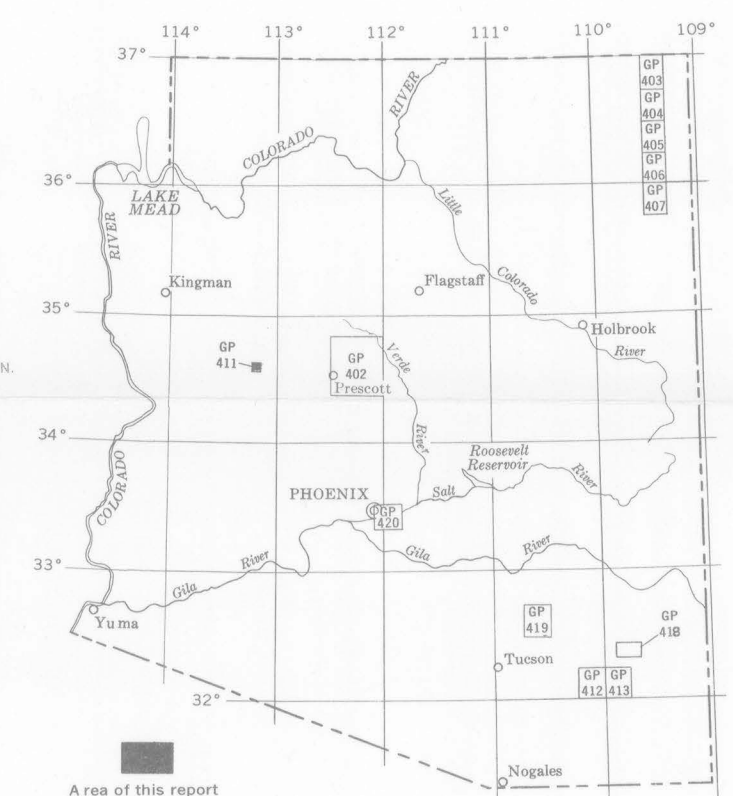 114° 113° 112° 111° 110° 109°
37°
GP
403
GP
404
GP
405
GP
406
GP
407
RIVER
COLORADO
36°
LAKE
MEAD
RIVER
Little
Colorado
River
Kingman
Flagstaff
35°
Holbrook
N.
GP
411
GP
402
Prescott
Verde
River
34°
Roosevelt
Reservoir
COLORADO
PHOENIX
GP
420
Salt
River
33°
Gila
River
Gila
River
Yuma
GP
419
GP
418
Tucson
GP
412
GP
413
32°
Nogales
Area of this report